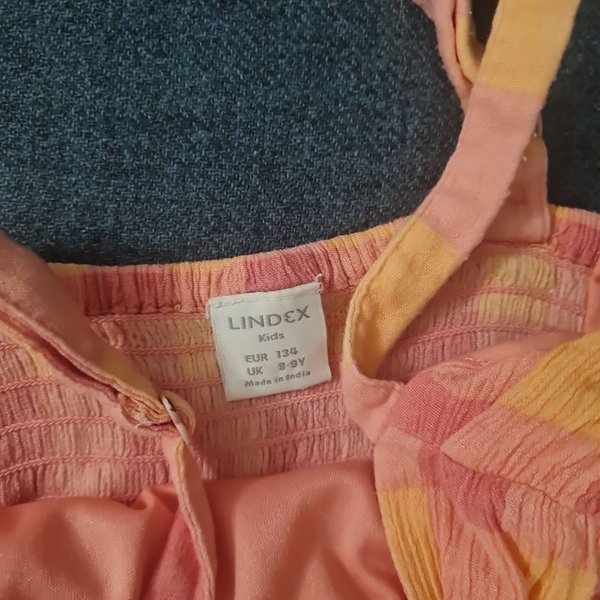 LINDEX
Kids
EUR 134
UK 8-9Y
Made in India